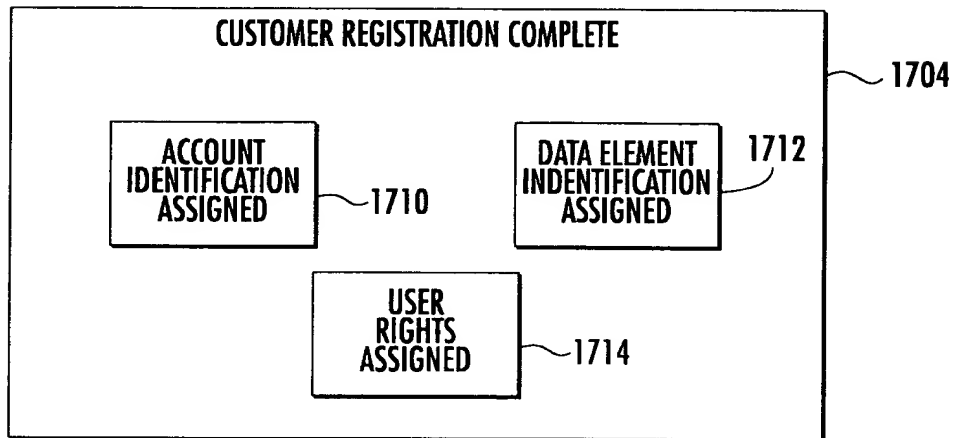 CUSTOMER REGISTRATION COMPLETE
1704
ACCOUNT
IDENTIFICATION
ASSIGNED
1710
DATA ELEMENT
INDENTIFICATION
ASSIGNED
1712
USER
RIGHTS
ASSIGNED
1714